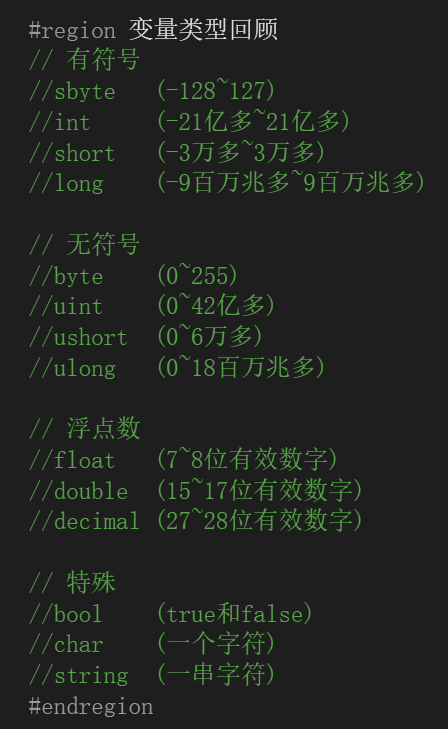 #region 变量类型回顾
// 有符号
//sbyte (-128~127)
//int (-21亿多~21亿多)
//short (-3万多~3万多)
//long (-9百万兆多~9百万兆多)
// 无符号
//byte (0~255)
//uint (0~42亿多)
//ushort (0~6万多)
//ulong (0~18百万兆多)
// 浮点数
//float (7~8位有效数字)
//double (15~17位有效数字)
//decimal (27~28位有效数字)
// 特殊
//bool (true和false)
//char (一个字符)
//string (一串字符)
#endregion